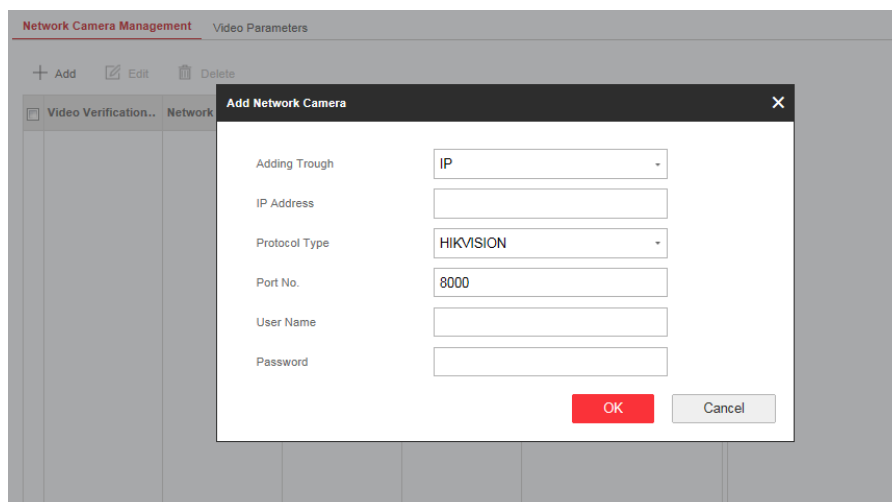 Network Camera Management Video Parameters
Add Edit Delete
Video Verification... Network
Add Network Camera
Adding Trough IP
IP Address
Protocol Type HIKVISION
Port No. 8000
User Name
Password
OK Cancel